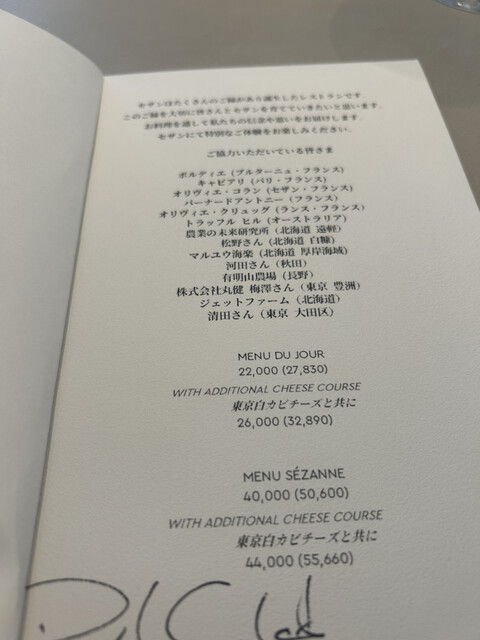 セザンはたくさんのご縁があり誕生したレストランです。
このご縁を大切に皆さんとセザンを育てていきたいと思います。
お料理を通して私たちの信念や思いをお届けします。
セザンにて特別なご体験をお楽しみください。
ご協力いただいている皆さま
ボルディエ (ブルターニュ・フランス)
キャビアリ (パリ・フランス)
オリヴィエ・コラン (セザン・フランス)
バーナードアントニー (フランス)
オリヴィエ・クリュッグ (ランス・フランス)
トラッフル ヒル (オーストラリア)
農業の未来研究所 (北海道 遠軽)
松野さん (北海道 白糠)
マルユウ海楽 (北海道 厚岸海域)
河田さん (秋田)
有明山農場 (長野)
株式会社丸健 梅澤さん (東京 豊洲)
ジェットファーム (北海道)
清田さん (東京 大田区)
MENU DU JOUR
22,000 (27,830)
WITH ADDITIONAL CHEESE COURSE
東京白カビチーズと共に
26,000 (32,890)
MENU SÉZANNE
40,000 (50,600)
WITH ADDITIONAL CHEESE COURSE
東京白カビチーズと共に
44,000 (55,660)